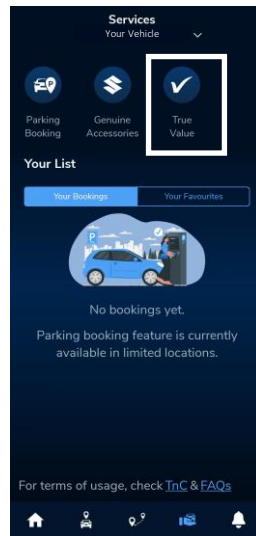 Services
Your Vehicle
Parking Booking
Genuine Accessories
True Value
Your List
Your Bookings
Your Favourites
P
No bookings yet.
Parking booking feature is currently
available in limited locations.
For terms of usage, check TnC & FAQs